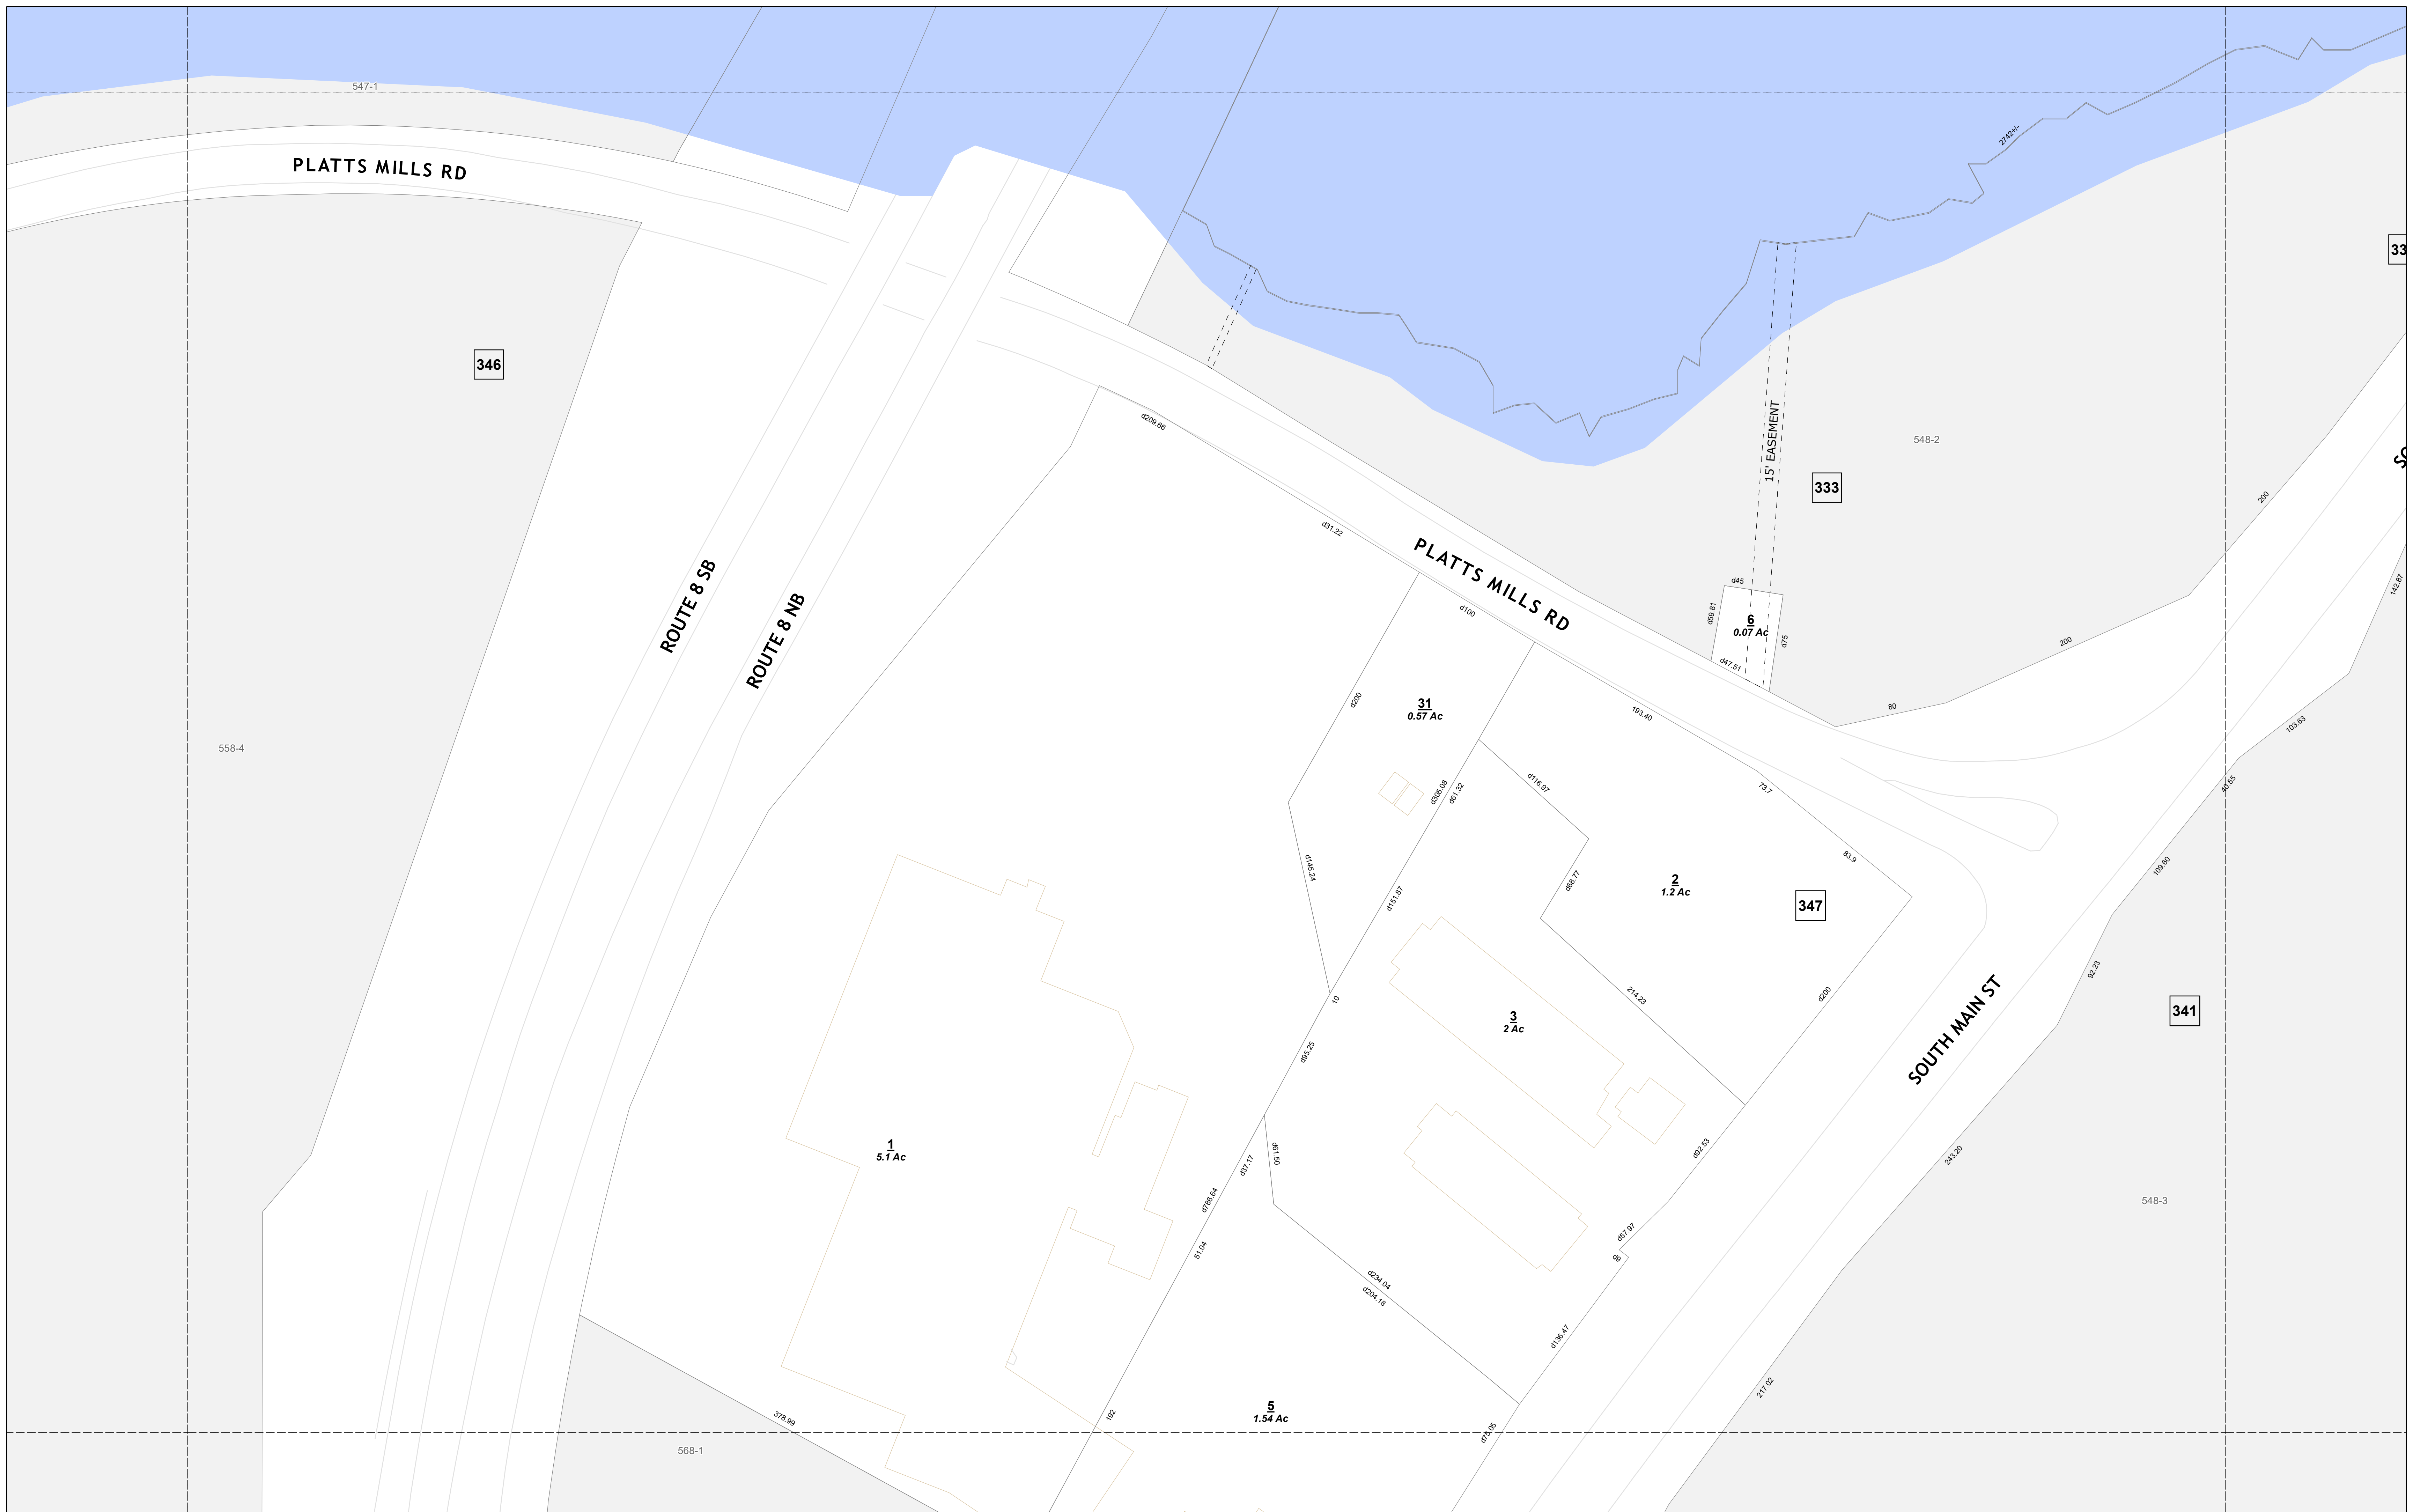 547-1
PLATTS MILLS RD
2742+/-
33
346
d209.66
15' EASEMENT
548-2
333
200
d31.22
PLATTS MILLS RD
d100
d45
d59.81
6
0.07 Ac
d75
d47.51
142.87
200
ROUTE 8 SB
ROUTE 8 NB
31
0.57 Ac
d200
80
193.40
103.63
558-4
d116.97
73.7
40.55
d305.08
d61.32
d145.24
d151.87
d68.77
2
1.2 Ac
83.9
109.60
347
92.23
10
214.23
d200
SOUTH MAIN ST
341
3
2 Ac
d95.25
1
5.1 Ac
d61.50
d37.17
d92.53
243.20
548-3
d786.64
51.04
d57.97
d9
d234.04
d204.18
d136.47
217.02
378.99
192
5
1.54 Ac
d75.05
568-1